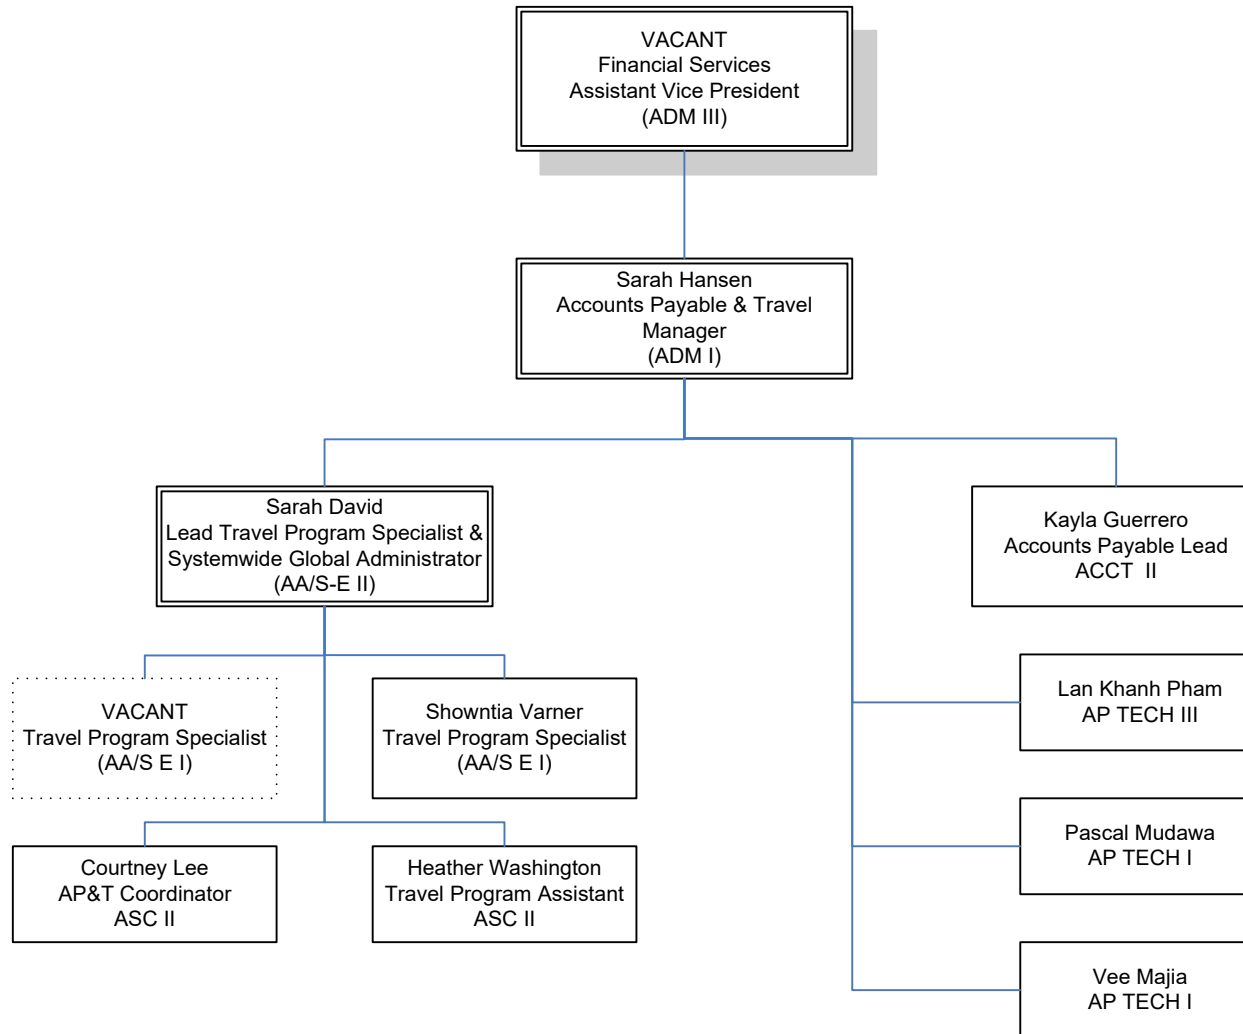 VACANT
Financial Services
Assistant Vice President
(ADM III)
Sarah Hansen
Accounts Payable & Travel
Manager
(ADM I)
Sarah David
Lead Travel Program Specialist &
Systemwide Global Administrator
(AA/S-E II)
Kayla Guerrero
Accounts Payable Lead
ACCT  II
VACANT
Travel Program Specialist
(AA/S E I)
Showntia Varner
Travel Program Specialist
(AA/S E I)
Lan Khanh Pham
AP TECH III
Courtney Lee
AP&T Coordinator
ASC II
Heather Washington
Travel Program Assistant
ASC II
Pascal Mudawa
AP TECH I
Vee Majia
AP TECH I